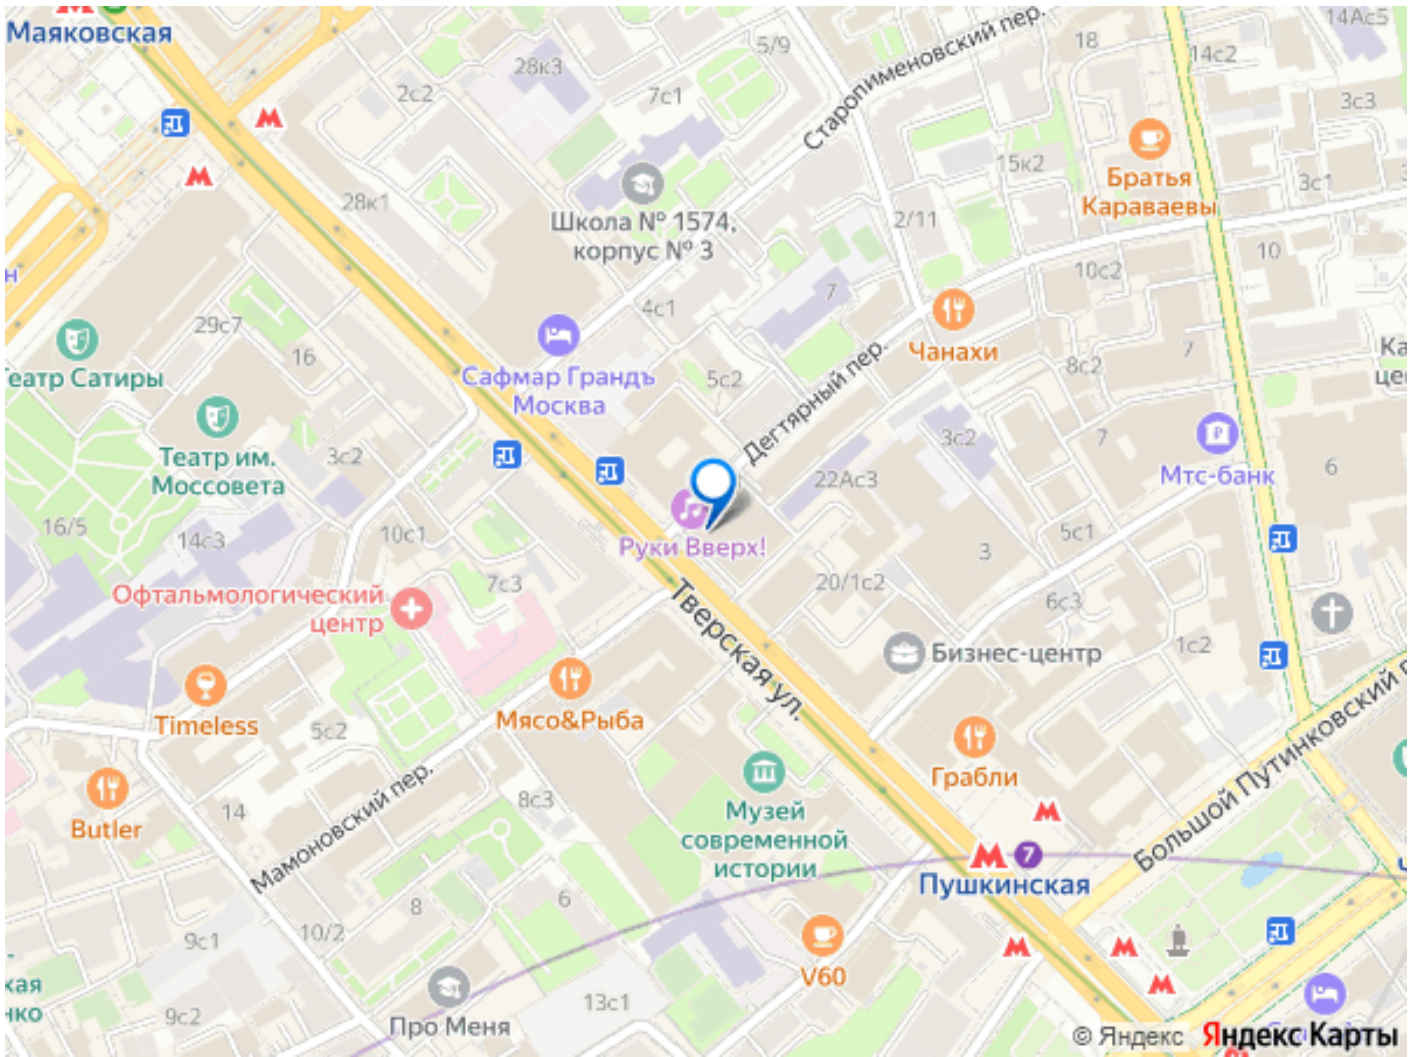 Маяковская
5/9
18
14Ас5
14с2
28к3
2с2
7с1
Старопименовский пер.
3с3
15к2
Братья
Караваевы
3с1
28к1
Школа № 1574,
корпус № 3
2/11
10
10с2
7
4с1
29с7
16
Чанахи
7
8с2
еатр Сатиры
Сафмар Грандъ
Москва
5с2
Дегтярный пер.
Театр им.
Моссовета
3с2
3с2
7
Мтс-банк
6
22Ас3
16/5
14с3
10с1
Руки Вверх!
3
5с1
Офтальмологический
центр
7с3
20/1с2
6с3
Тверская ул.
Бизнес-центр
1с2
Timeless
5с2
Мясо&Рыба
Большой Путинковский п
Грабли
Butler
14
Мамоновский пер.
8с3
Музей
современной
истории
7
Пушкинская
8
6
10/2
9с1
кая
нко
V60
9с2
Про Меня
13с1
© Яндекс Яндекс Карты